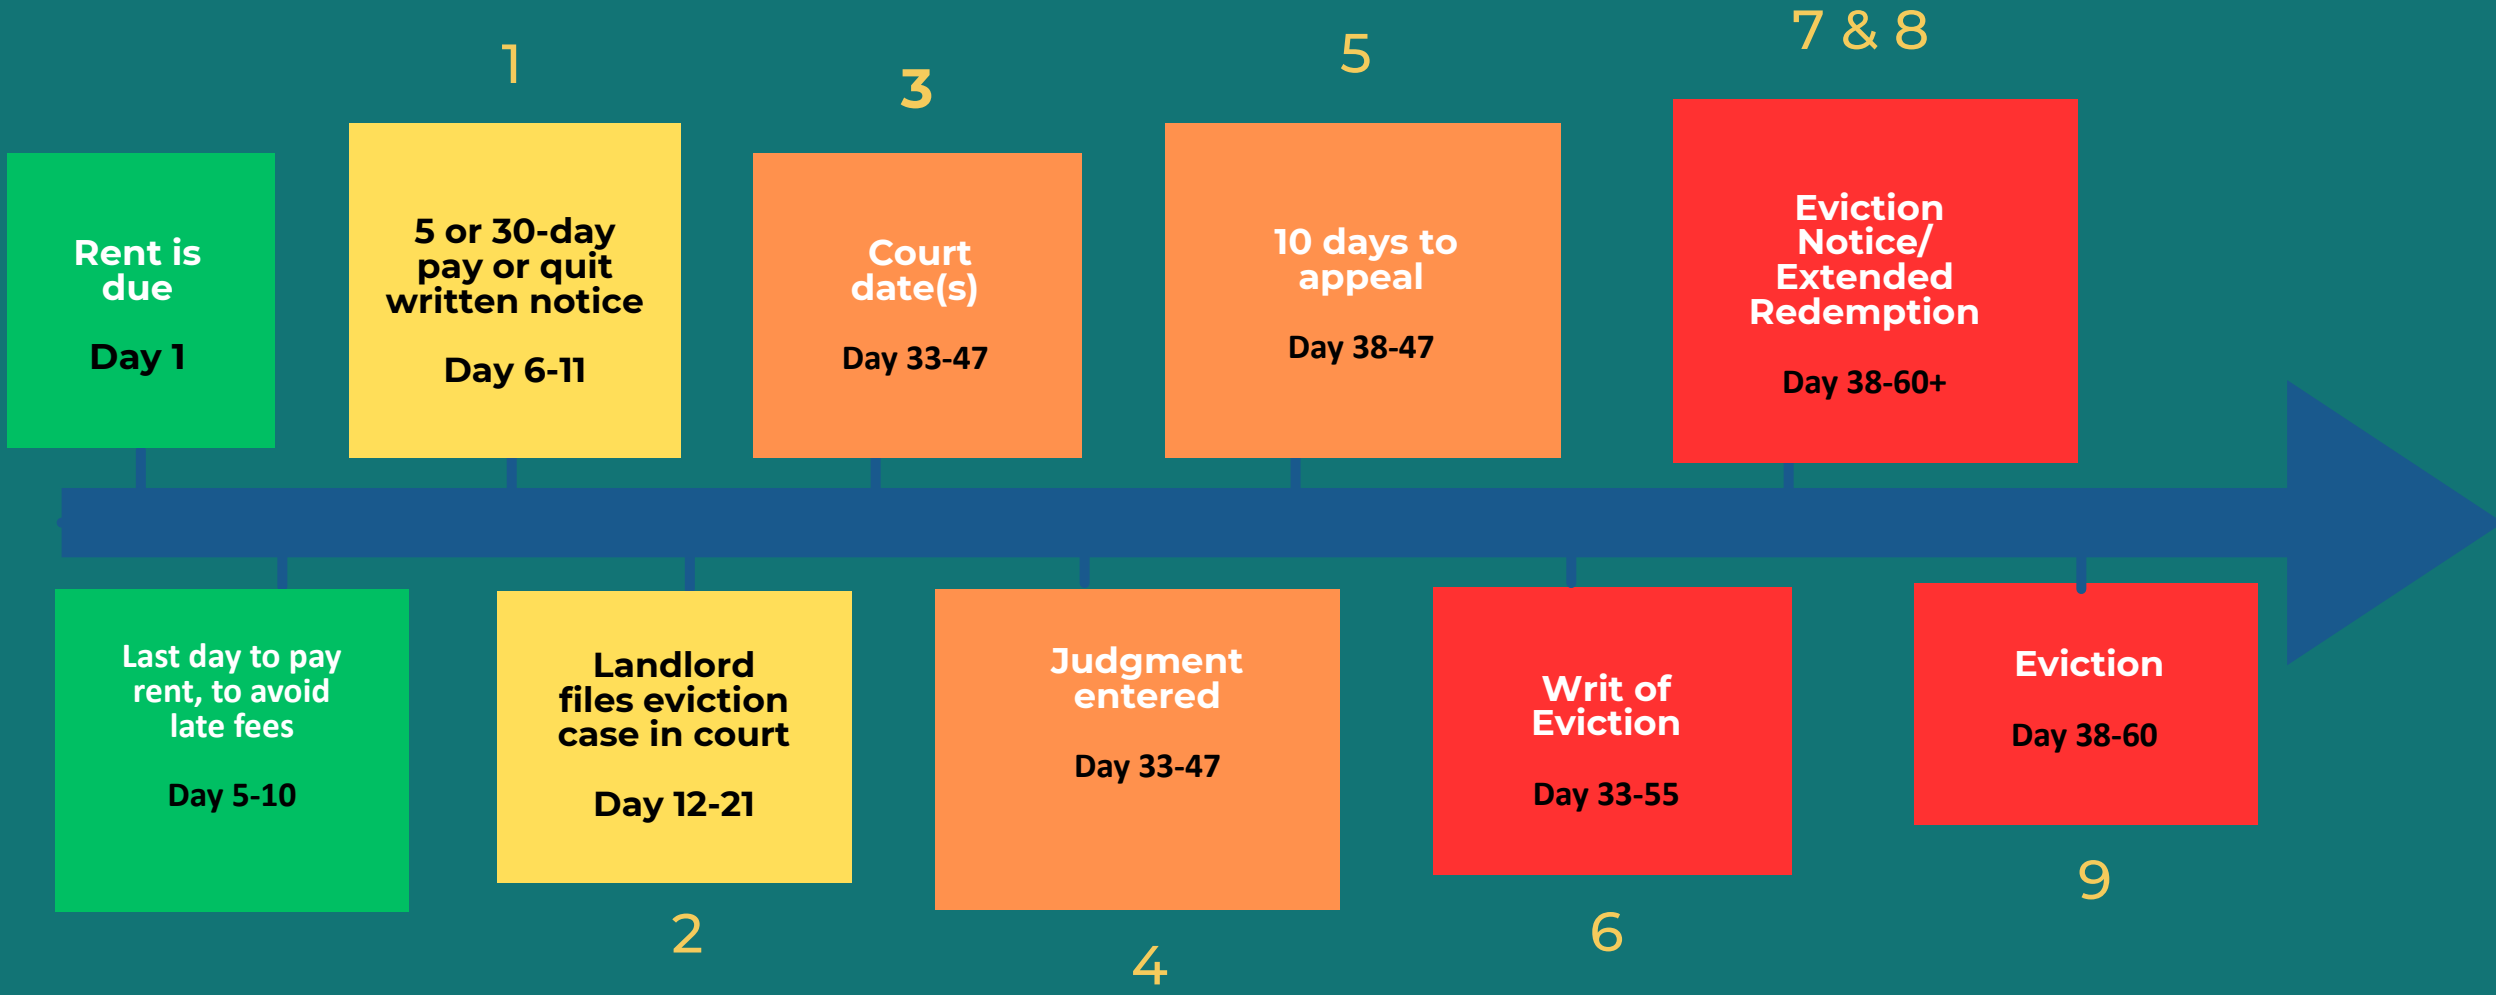 Rent is
due
Day 1
Last day to pay
rent, to avoid
late fees
Day 5-10
1
5 or 30-day
pay or quit
written notice
Day 6-11
Landlord
files eviction
case in court
Day 12-21
2
3
Court
date(s)
Day 33-47
Judgment
entered
Day 33-47
4
5
10 days to
appeal
Day 38-47
Writ of
Eviction
Day 33-55
6
7 & 8
Eviction
Notice/
Extended
Redemption
Day 38-60+
Eviction
Day 38-60
9